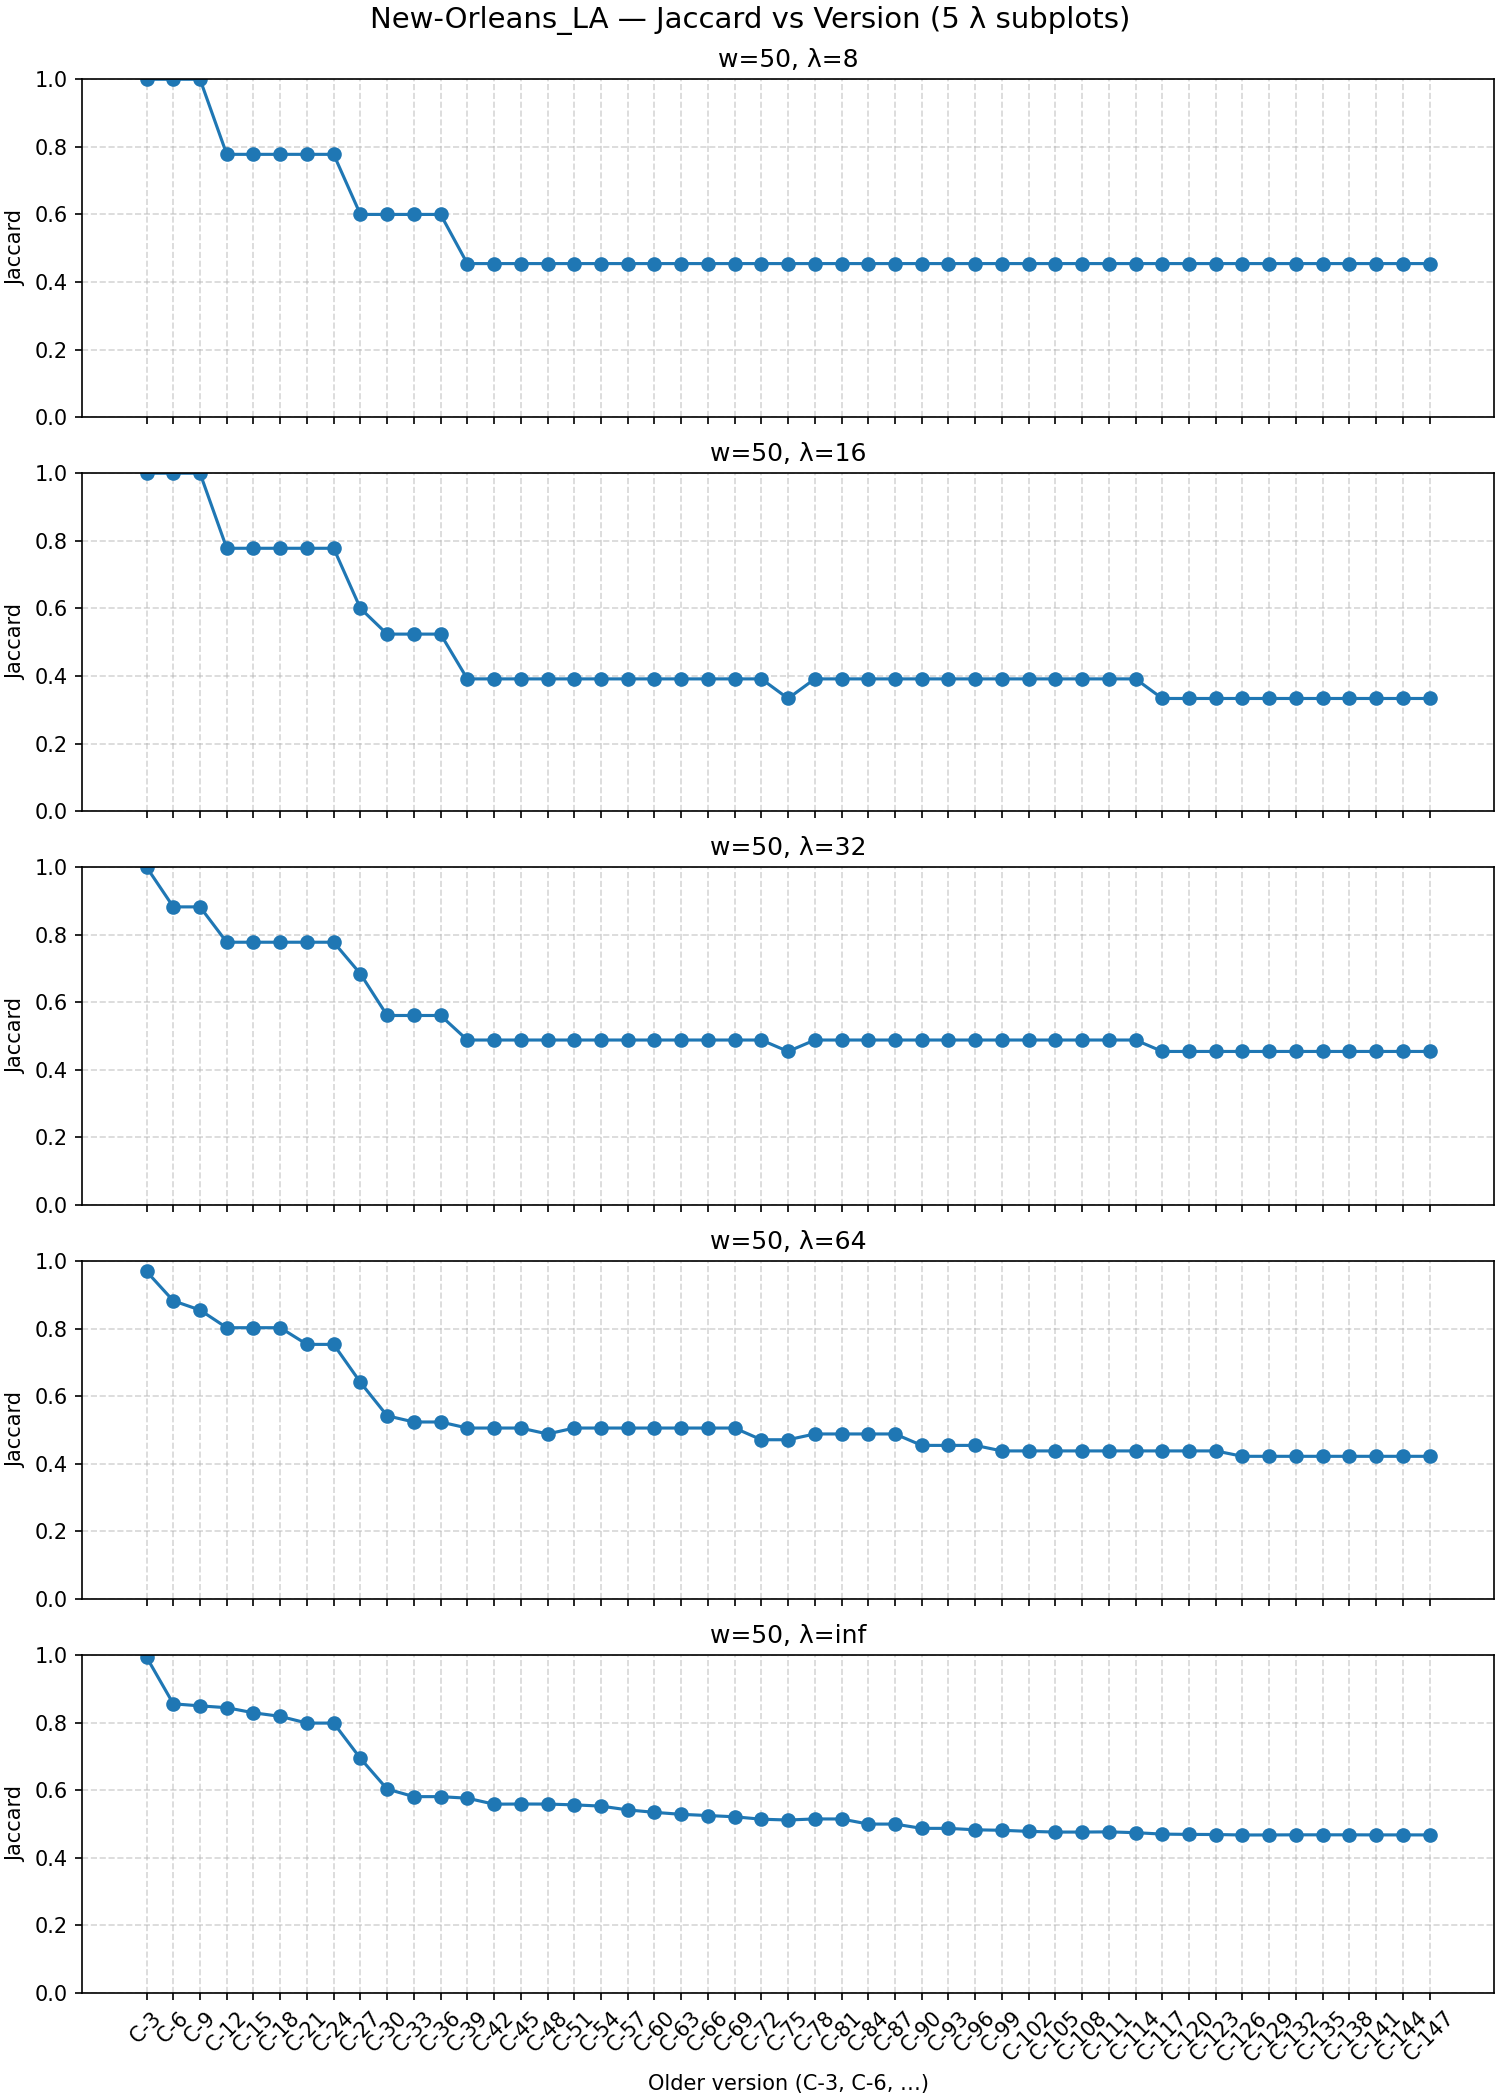 New-Orleans_LA — Jaccard vs Version (5 λ subplots)
w=50, λ=8
1.0
0.8
0.6
0.4
0.2
0.0
Jaccard
w=50, λ=16
1.0
0.8
0.6
0.4
0.2
0.0
Jaccard
w=50, λ=32
1.0
0.8
0.6
0.4
0.2
0.0
Jaccard
w=50, λ=64
1.0
0.8
0.6
0.4
0.2
0.0
Jaccard
w=50, λ=inf
1.0
0.8
0.6
0.4
0.2
0.0
Jaccard
C-3 C-6 C-9 C-12 C-15 C-18 C-21 C-24 C-27 C-30 C-33 C-36 C-39 C-42 C-45 C-48 C-51 C-54 C-57 C-60 C-63 C-66 C-69 C-72 C-75 C-78 C-81 C-84 C-87 C-90 C-93 C-96 C-99 C-102 C-105 C-108 C-111 C-114 C-117 C-120 C-123 C-126 C-129 C-132 C-135 C-138 C-141 C-144 C-147
Older version (C-3, C-6, ...)